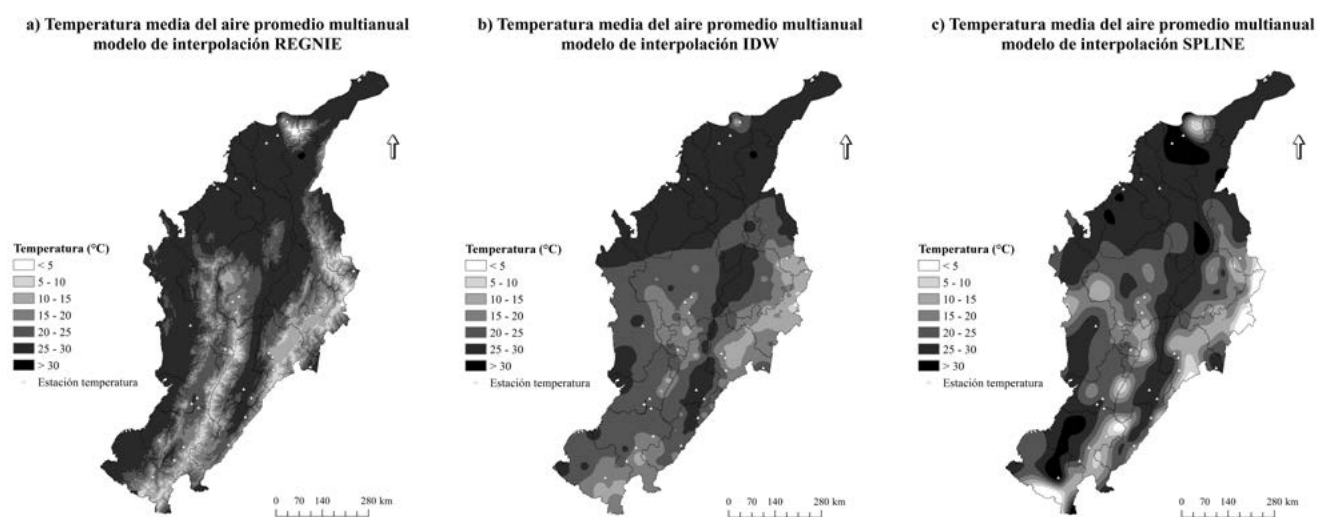 a) Temperatura media del aire promedio multianual
modelo de interpolación REGNIE
Temperatura (°C)
< 5
5 - 10
10 - 15
15 - 20
20 - 25
25 - 30
> 30
Estación temperatura
0 70 140 280 km
b) Temperatura media del aire promedio multianual
modelo de interpolación IDW
Temperatura (°C)
< 5
5 - 10
10 - 15
15 - 20
20 - 25
25 - 30
> 30
Estación temperatura
0 70 140 280 km
c) Temperatura media del aire promedio multianual
modelo de interpolación SPLINE
Temperatura (°C)
< 5
5 - 10
10 - 15
15 - 20
20 - 25
25 - 30
> 30
Estación temperatura
0 70 140 280 km